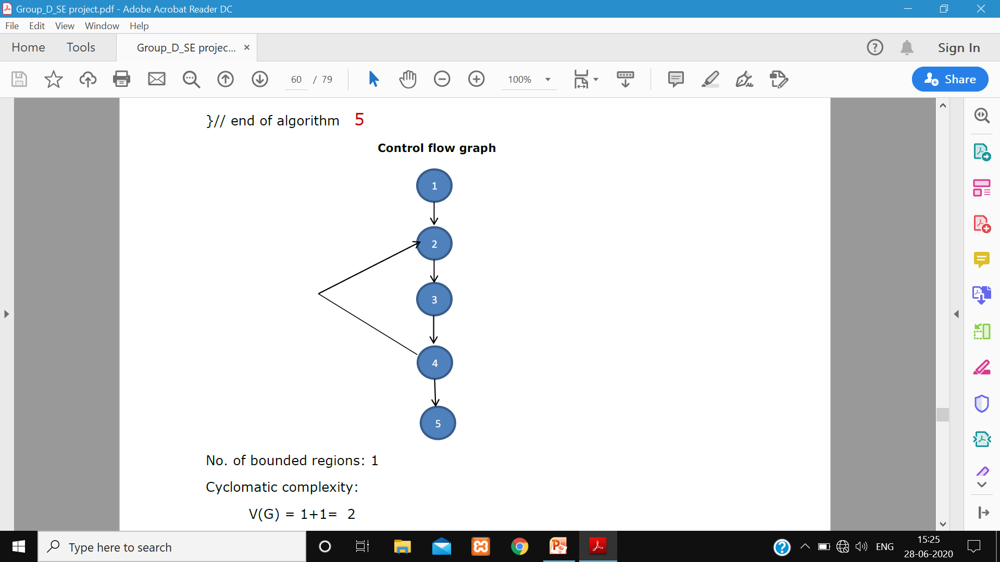 Group_D_SE project.pdf - Adobe Acrobat Reader DC
File Edit View Window Help
Home Tools Group_D_SE projec... × Sign In
60 / 79 100% Share
}// end of algorithm 5
Control flow graph
1
2
3
4
5
No. of bounded regions: 1
Cyclomatic complexity:
V(G) = 1+1= 2
Type here to search
ENG
15:25
28-06-2020